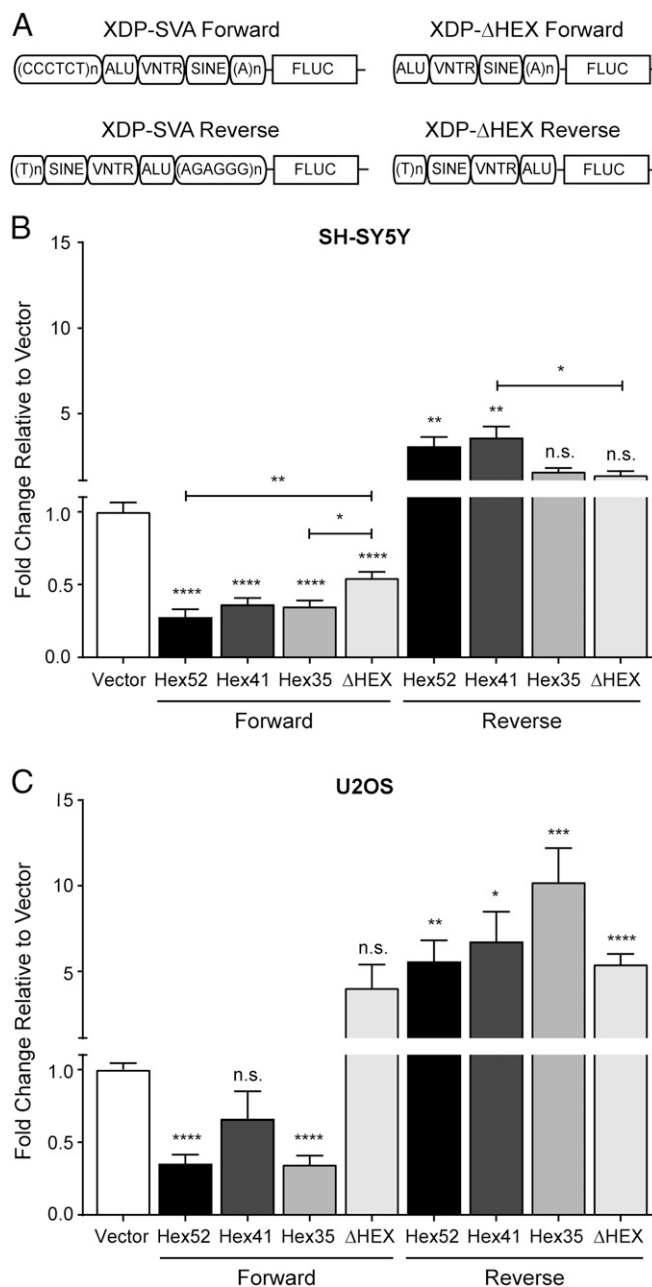 A
XDP-SVA Forward
XDP-ΔHEX Forward
(CCCTCT)n ALU VNTR SINE (A)n FLUC
ALU VNTR SINE (A)n FLUC
XDP-SVA Reverse
XDP-ΔHEX Reverse
(T)n SINE VNTR ALU (AGAGGG)n FLUC
(T)n SINE VNTR ALU FLUC
B
SH-SY5Y
Fold Change Relative to Vector
15
10
5
1.0
0.5
0.0
*
** ** n.s. n.s.
**
*
**** **** **** ****
Vector Hex52 Hex41 Hex35 ΔHEX Hex52 Hex41 Hex35 ΔHEX
Forward Reverse
C
U2OS
Fold Change Relative to Vector
15
10
5
1.0
0.5
0.0
n.s. ** * *** ****
**** n.s. ****
Vector Hex52 Hex41 Hex35 ΔHEX Hex52 Hex41 Hex35 ΔHEX
Forward Reverse